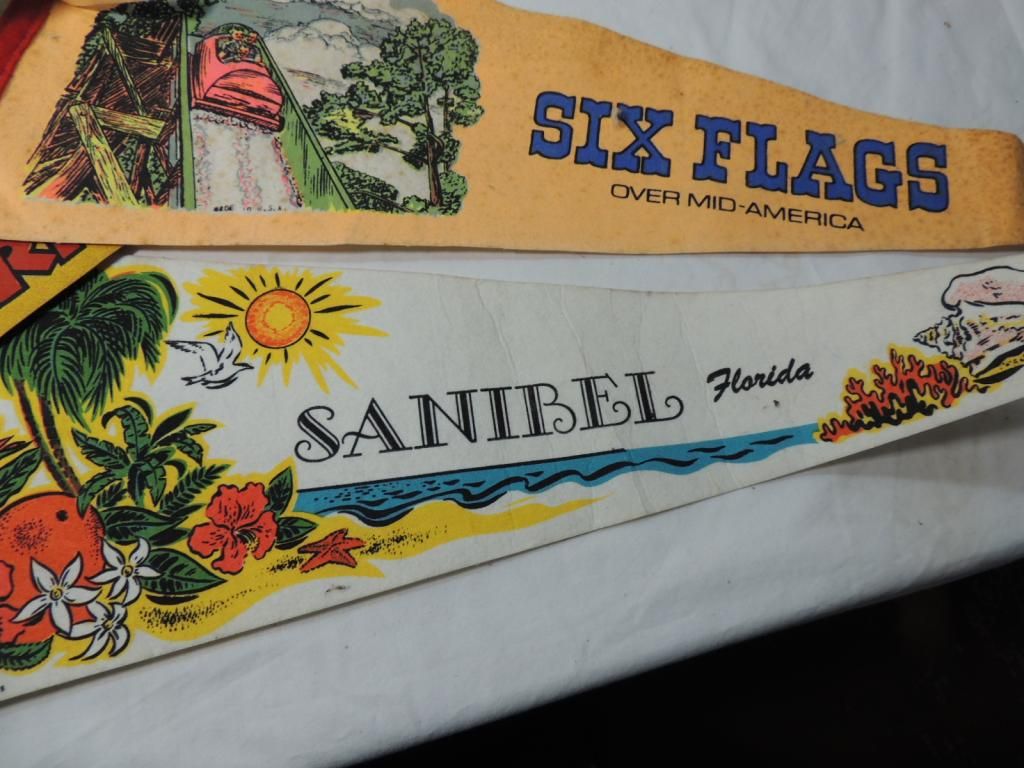 SIX FLAGS
OVER MID-AMERICA
SANIBEL Florida